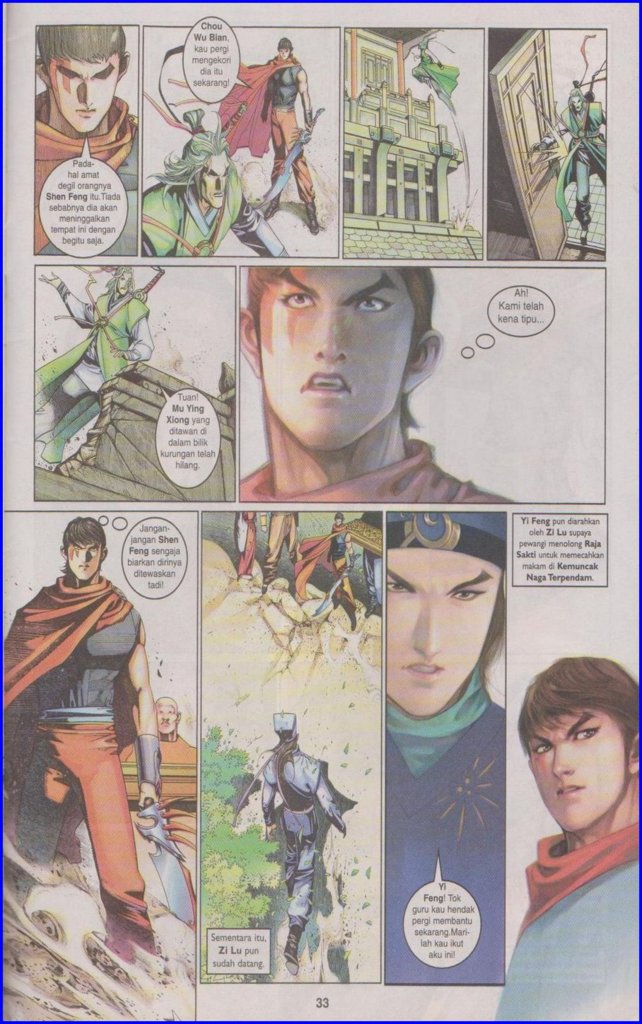 Pada-
hal amat
degil orangnya
Shen Feng itu.Tiada
sebabnya dia akan
meninggalkan
tempat ini dengan
begitu saja.
Chou
Wu Bian,
kau pergi
mengekori
dia itu
sekarang!
Tuan!
Mu Ying
Xiong yang
ditawan di
dalam bilik
kurungan telah
hilang.
Ah!
Kami telah
kena tipu...
Jangan-
jangan Shen
Feng sengaja
biarkan dirinya
ditewaskan
tadi!
Sementara itu,
Zi Lu pun
sudah datang.
Yi
Feng! Tok
guru kau hendak
pergi membantu
sekarang.Mari-
lah kau ikut
aku ini!
Yi Feng pun diarahkan
oleh Zi Lu supaya
pewangi menolong Raja
Sakti untuk memecahkan
makam di Kemuncak
Naga Terpendam.
33